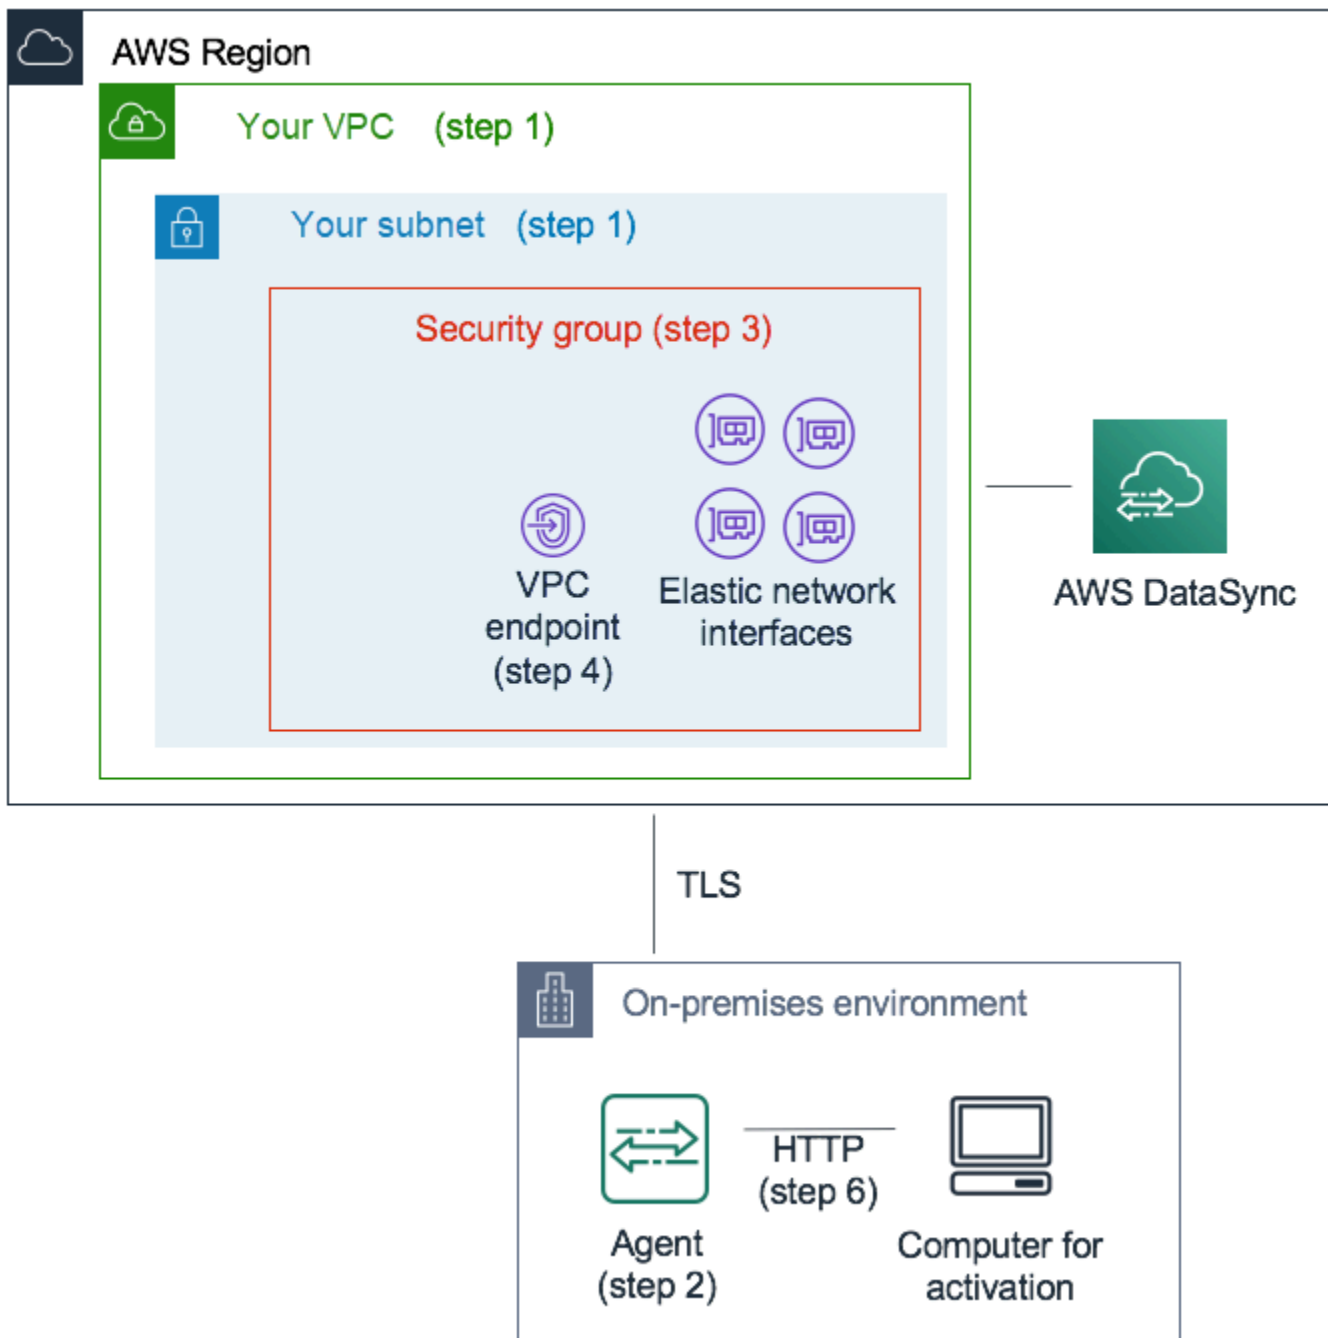 AWS Region
Your VPC (step 1)
Your subnet (step 1)
Security group (step 3)
VPC
endpoint
(step 4)
Elastic network
interfaces
AWS DataSync
TLS
On-premises environment
HTTP
(step 6)
Agent
(step 2)
Computer for
activation